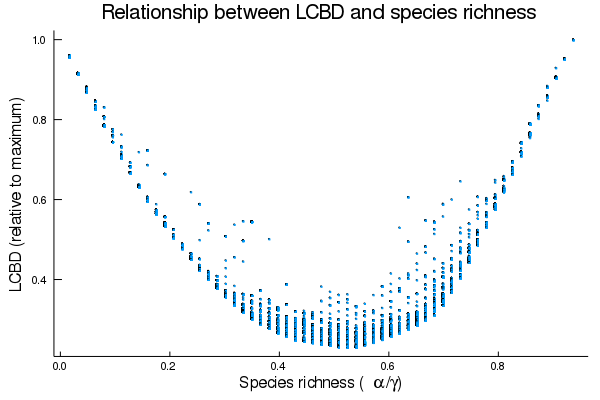 Relationship between LCBD and species richness
1.0
0.8
0.6
0.4
LCBD (relative to maximum)
0.0 0.2 0.4 0.6 0.8
Species richness ( α/γ)